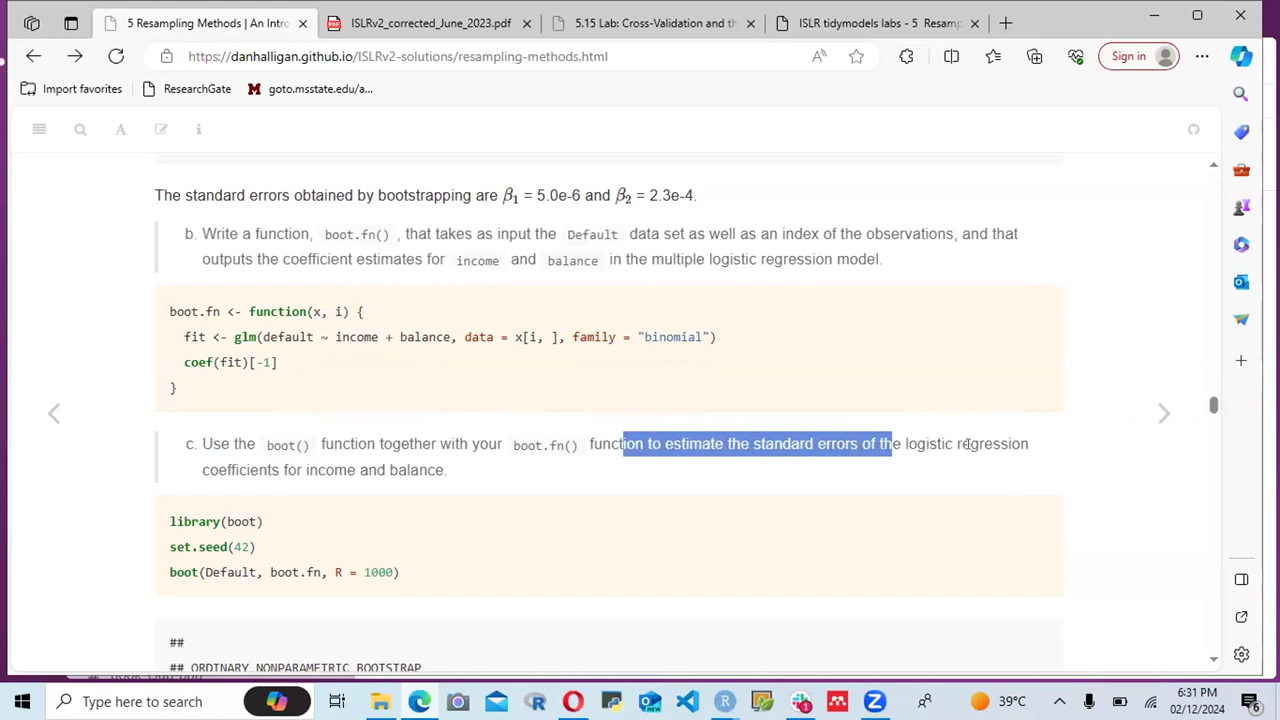 5 Resampling Methods | An Intro
ISLRv2_corrected_June_2023.pdf
5.15 Lab: Cross-Validation and th
ISLR tidymodels labs - 5 Resamp
https://danhalligan.github.io/ISLRv2-solutions/resampling-methods.html
Sign in
Import favorites
ResearchGate
goto.msstate.edu/a...
The standard errors obtained by bootstrapping are β1 = 5.0e-6 and β2 = 2.3e-4.
b. Write a function, boot.fn() , that takes as input the Default data set as well as an index of the observations, and that
outputs the coefficient estimates for income and balance in the multiple logistic regression model.
boot.fn <- function(x, i) {
fit <- glm(default ~ income + balance, data = x[i, ], family = "binomial")
coef(fit)[-1]
}
c. Use the boot() function together with your boot.fn() function to estimate the standard errors of the logistic regression
coefficients for income and balance.
library(boot)
set.seed(42)
boot(Default, boot.fn, R = 1000)
##
## ORDINARY NONPARAMETRIC BOOTSTRAP
Type here to search
39°C
6:31 PM
02/12/2024